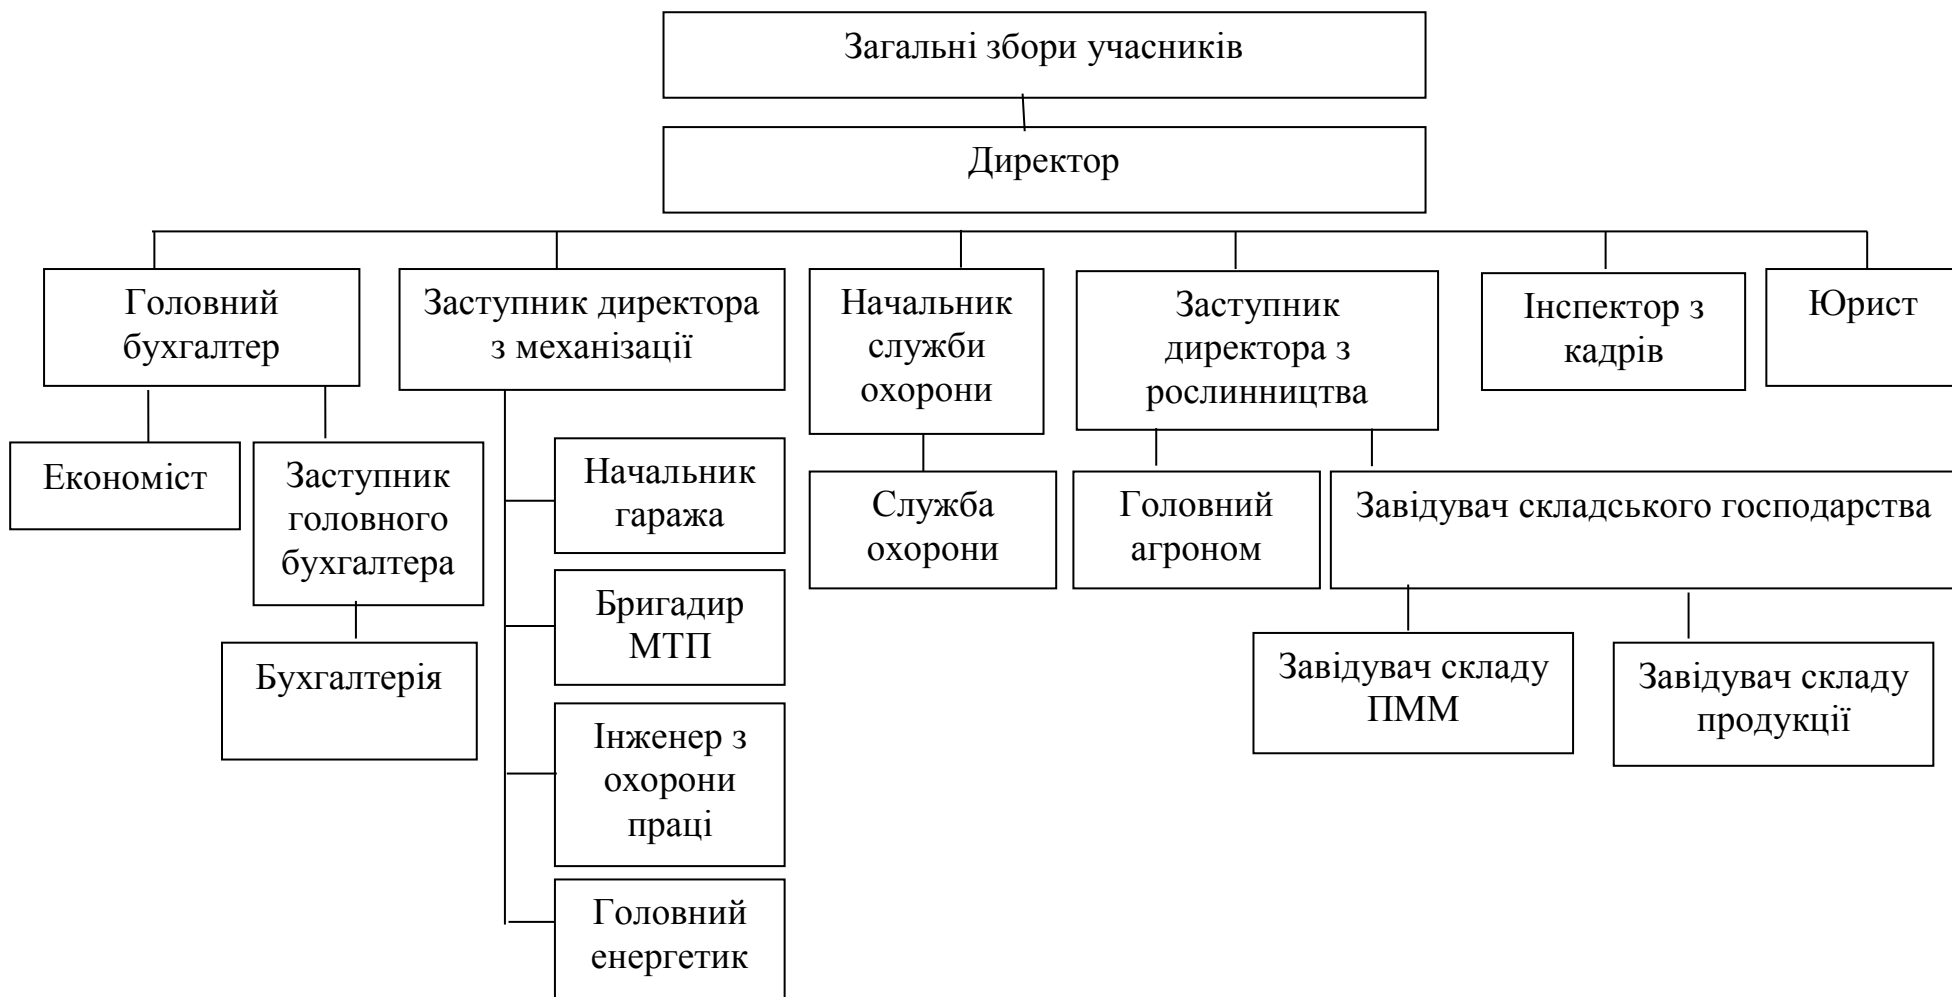 Загальні збори учасників
Директор
Головний
бухгалтер
Заступник директора
з механізації
Начальник
служби
охорони
Заступник
директора з
рослинництва
Інспектор з
кадрів
Юрист
Економіст
Заступник
головного
бухгалтера
Начальник
гаража
Служба
охорони
Головний
агроном
Завідувач складського господарства
Бригадир
МТП
Бухгалтерія
Завідувач складу
ПММ
Завідувач складу
продукції
Інженер з
охорони
праці
Головний
енергетик